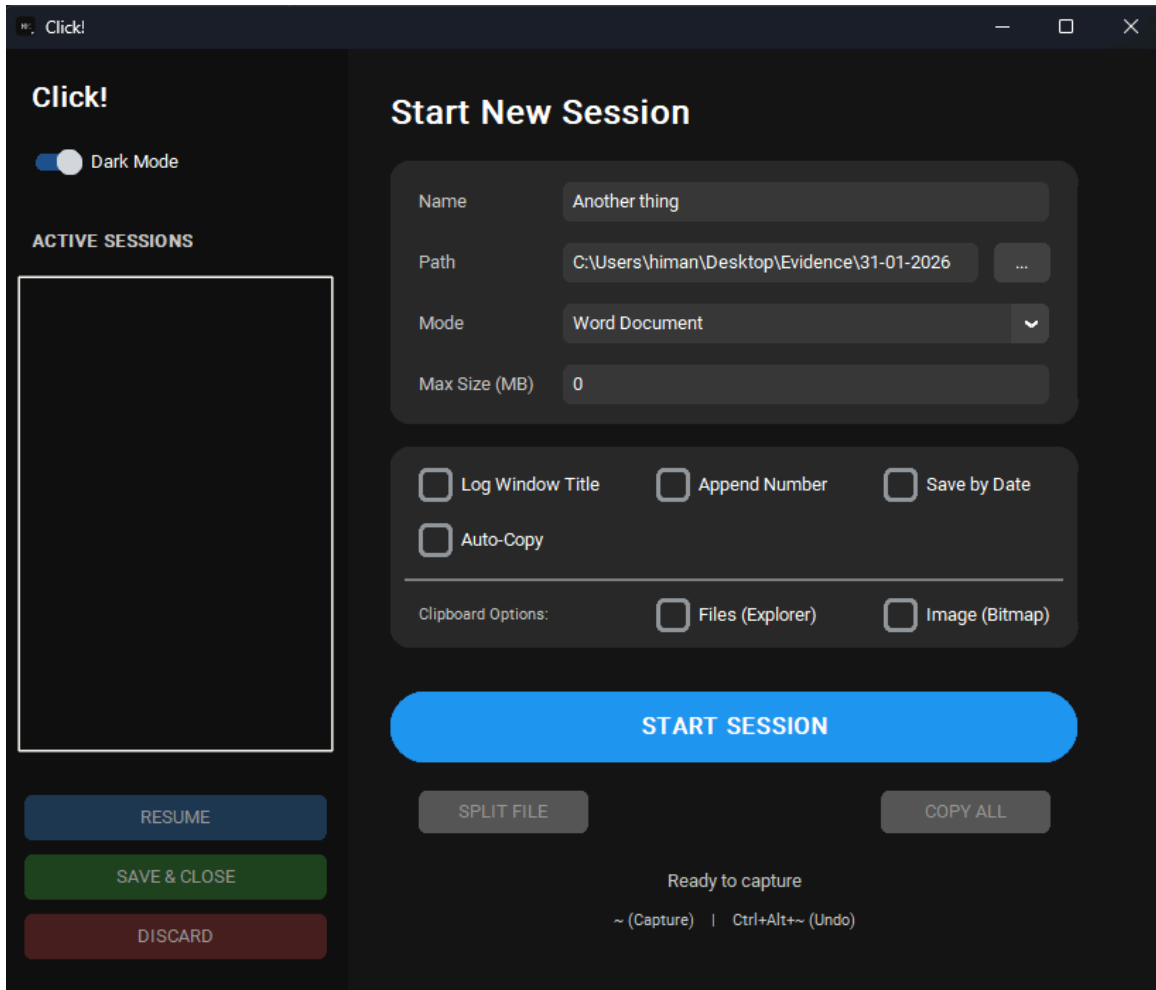 Click!
Click!
Dark Mode
ACTIVE SESSIONS
RESUME
SAVE & CLOSE
DISCARD
Start New Session
Name Another thing
Path C:\Users\himan\Desktop\Evidence\31-01-2026 ...
Mode Word Document
Max Size (MB) 0
Log Window Title Append Number Save by Date
Auto-Copy
Clipboard Options: Files (Explorer) Image (Bitmap)
START SESSION
SPLIT FILE COPY ALL
Ready to capture
~ (Capture) | Ctrl+Alt+~ (Undo)